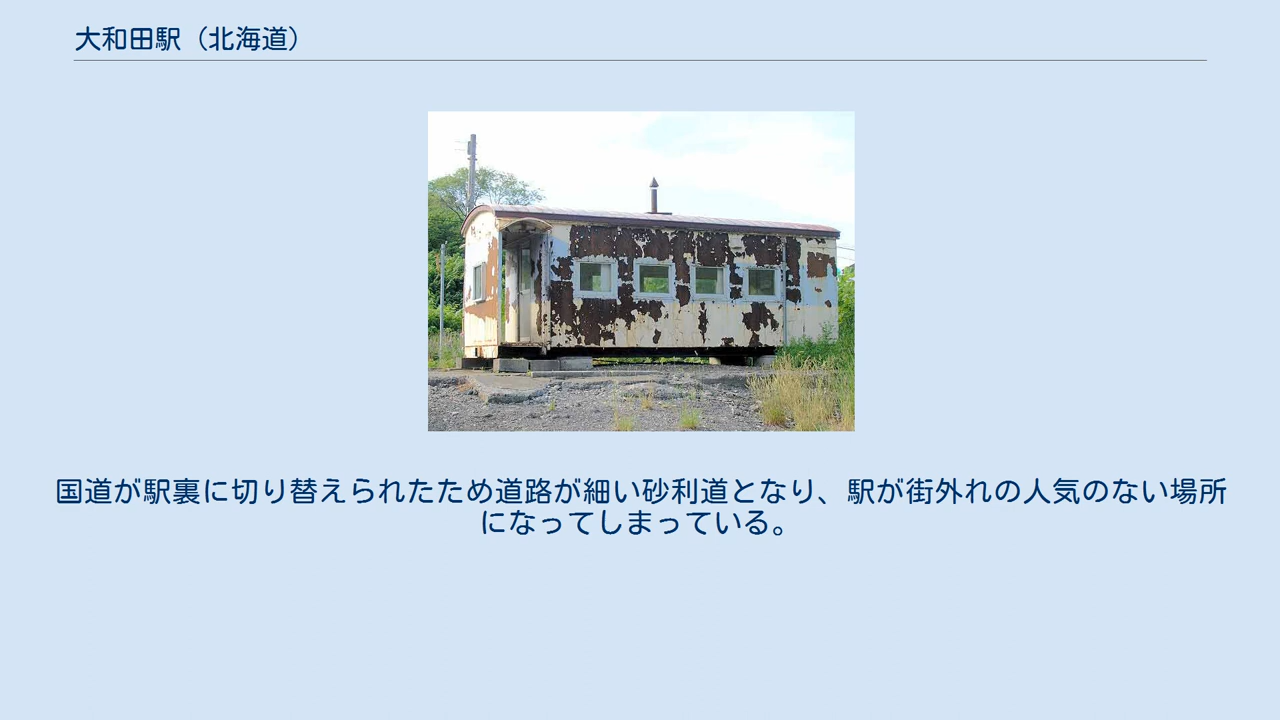 大和田駅（北海道）
国道が駅裏に切り替えられたため道路が細い砂利道となり、駅が街外れの人気のない場所
になってしまっている。